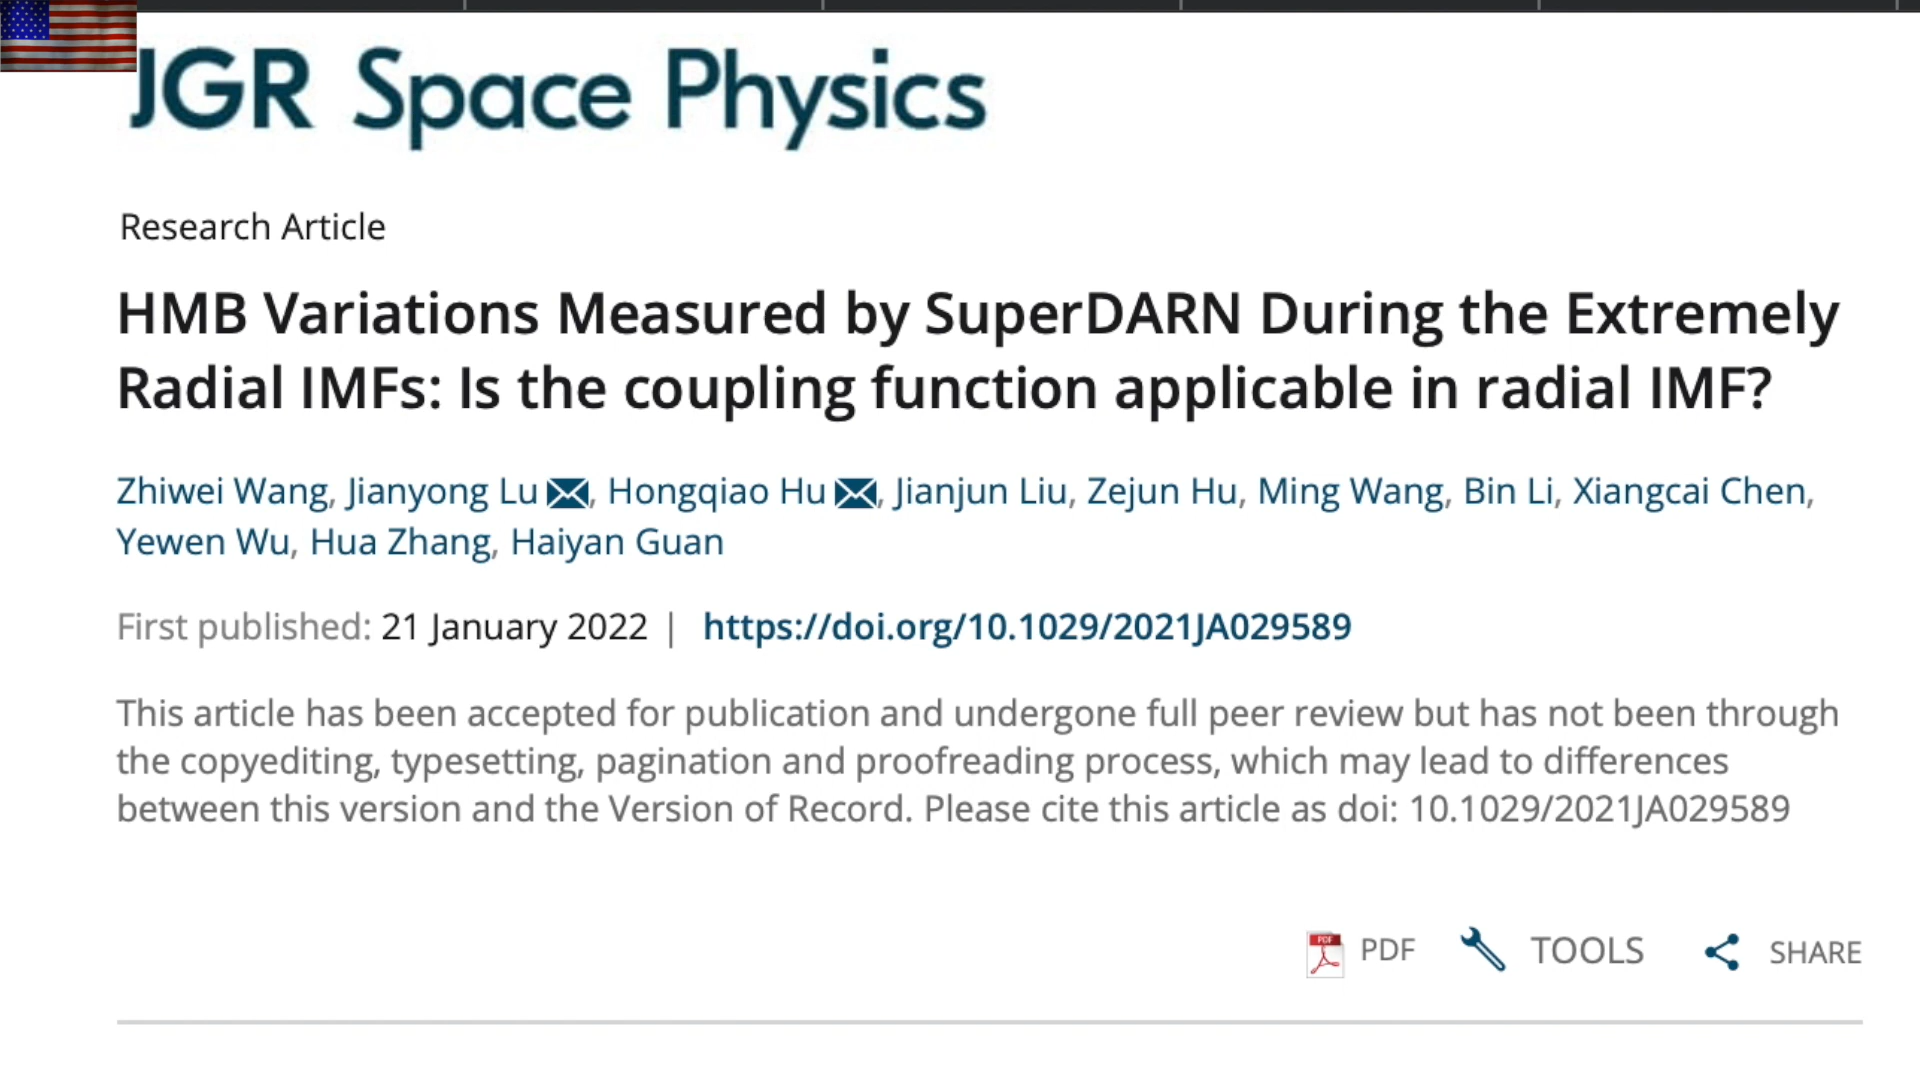 JGR Space Physics
Research Article
HMB Variations Measured by SuperDARN During the Extremely
Radial IMFs: Is the coupling function applicable in radial IMF?
Zhiwei Wang, Jianyong Lu, Hongqiao Hu, Jianjun Liu, Zejun Hu, Ming Wang, Bin Li, Xiangcai Chen,
Yewen Wu, Hua Zhang, Haiyan Guan
First published: 21 January 2022 | https://doi.org/10.1029/2021JA029589
This article has been accepted for publication and undergone full peer review but has not been through
the copyediting, typesetting, pagination and proofreading process, which may lead to differences
between this version and the Version of Record. Please cite this article as doi: 10.1029/2021JA029589
PDF PDF TOOLS SHARE